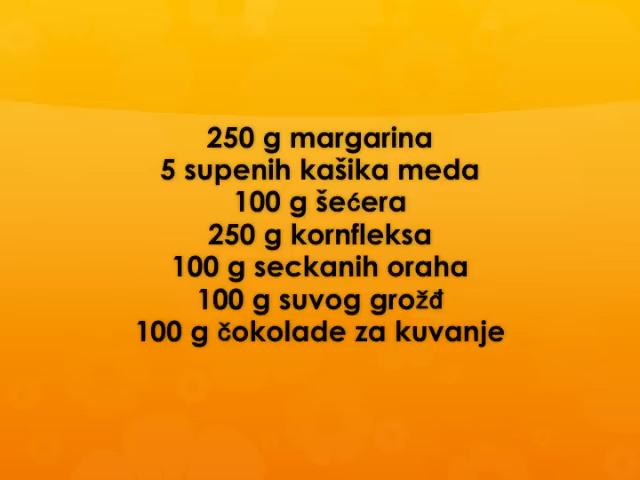 250 g margarina
5 supenih kašika meda
100 g šećera
250 g kornfleksa
100 g seckanih oraha
100 g suvog grožđ
100 g čokolade za kuvanje